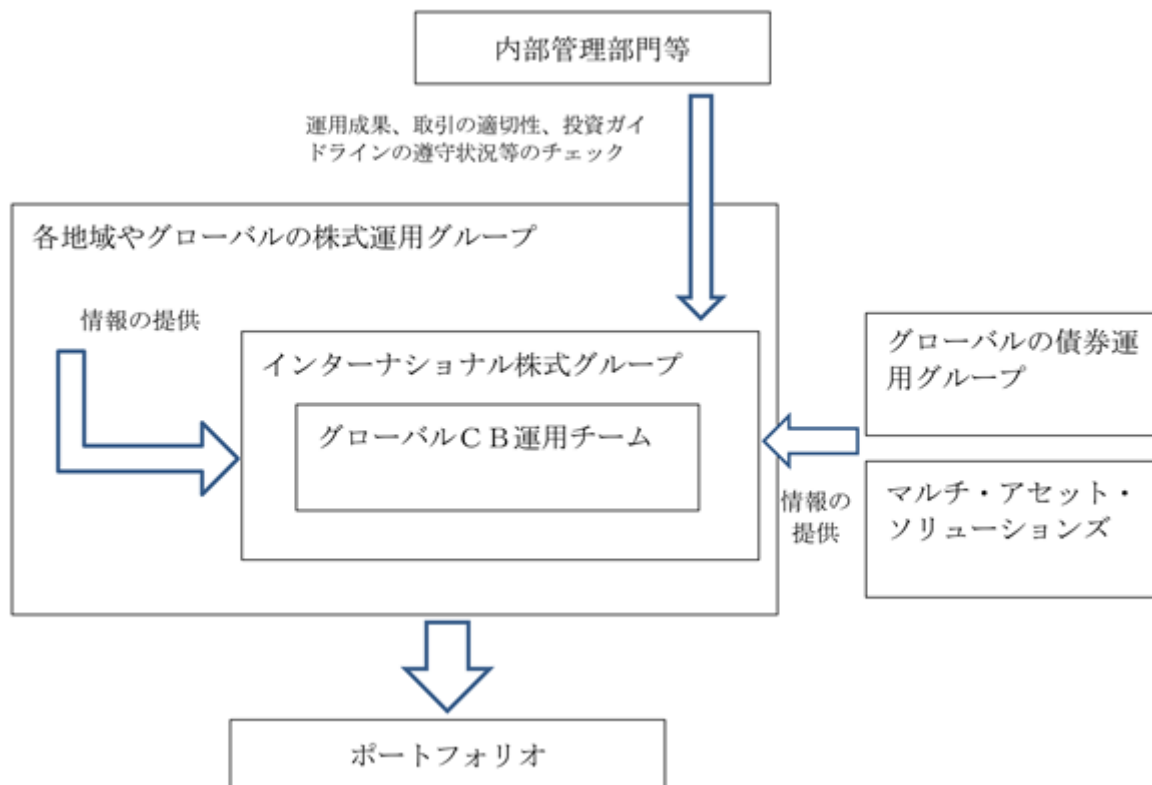 内部管理部門等
運用成果、取引の適切性、投資ガイ
ドラインの遵守状況等のチェック
各地域やグローバルの株式運用グループ
情報の提供
インターナショナル株式グループ
グローバルＣＢ運用チーム
グローバルの債券運
用グループ
マルチ・アセット・
ソリューションズ
情報の
提供
ポートフォリオ